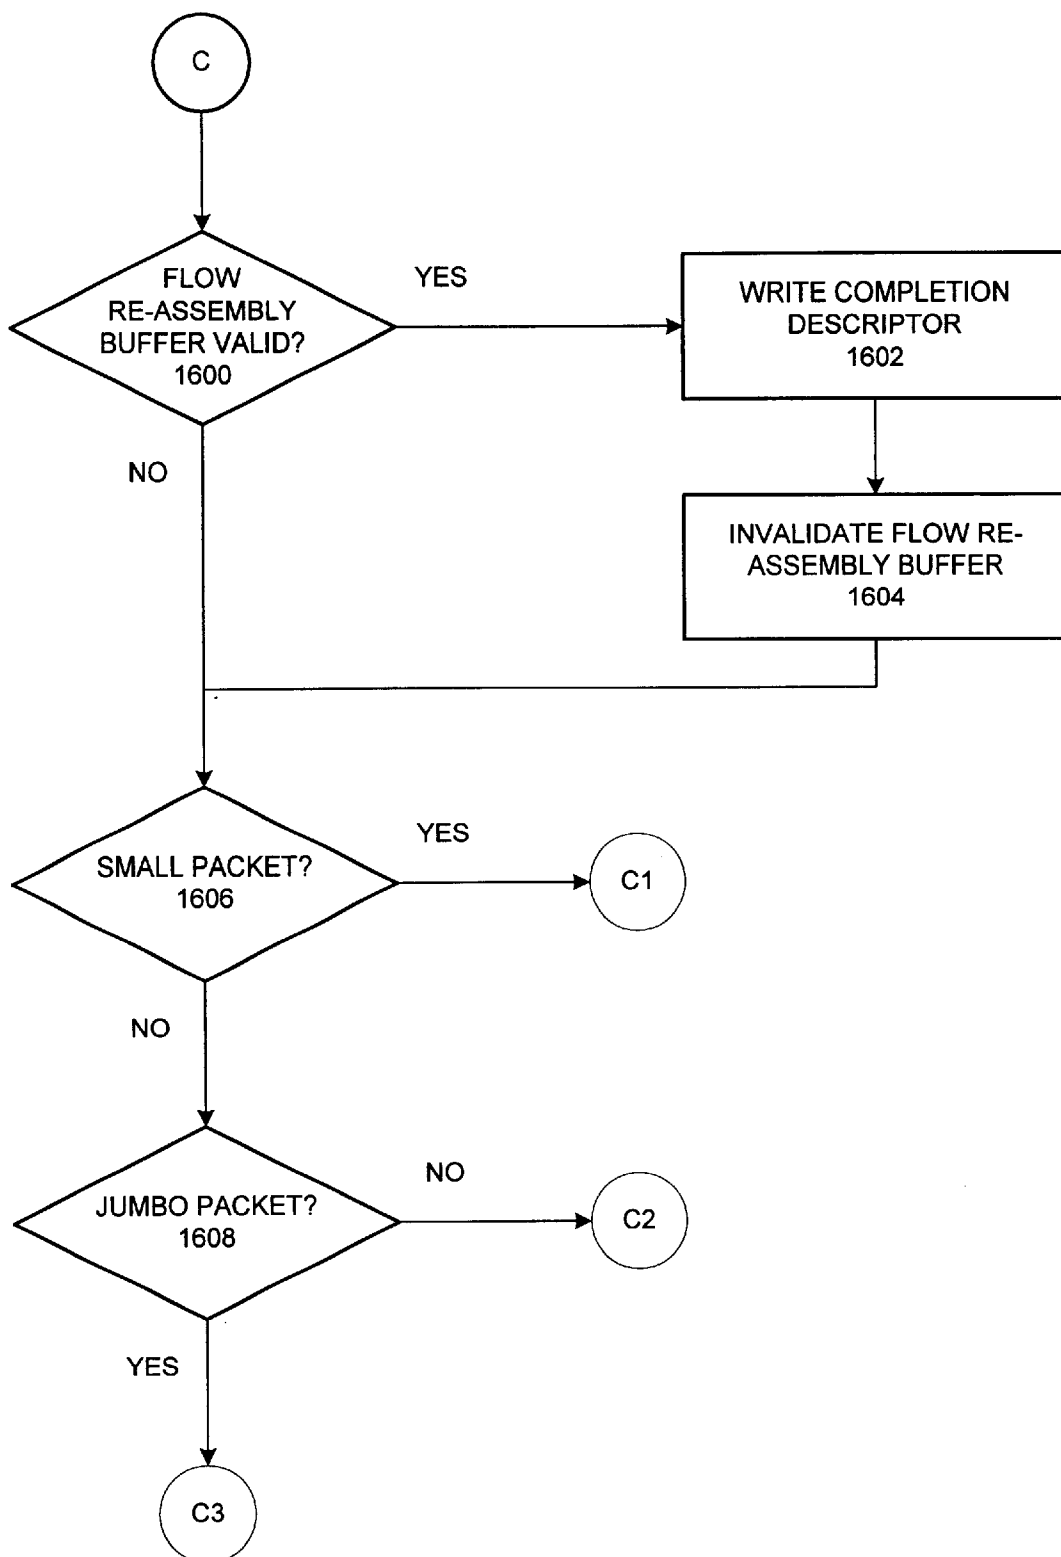 C
FLOW
RE-ASSEMBLY
BUFFER VALID?
1600
YES
WRITE COMPLETION
DESCRIPTOR
1602
NO
INVALIDATE FLOW RE-
ASSEMBLY BUFFER
1604
SMALL PACKET?
1606
YES
C1
NO
JUMBO PACKET?
1608
NO
C2
YES
C3